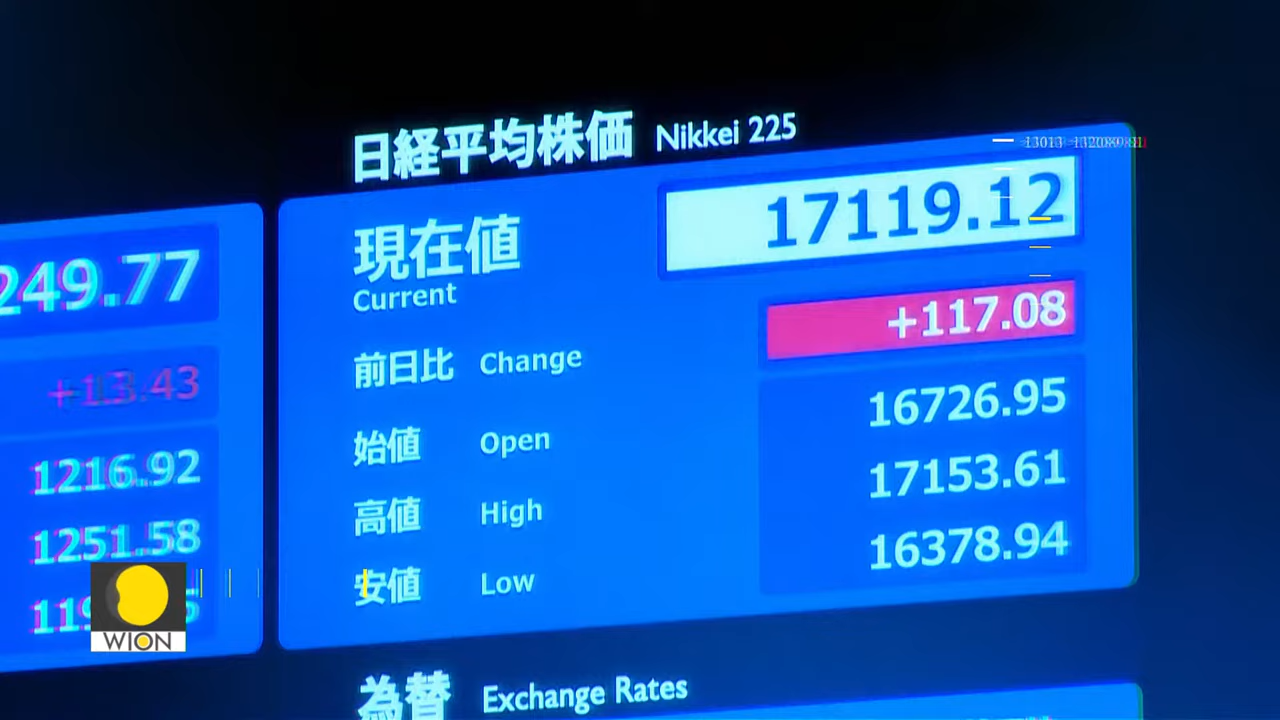 日経平均株価 Nikkei 225
現在値 17119.12
Current
前日比 Change +117.08
始値 Open 16726.95
高値 High 17153.61
安値 Low 16378.94
為替 Exchange Rates
249.77
+13.43
1216.92
1251.58
WION